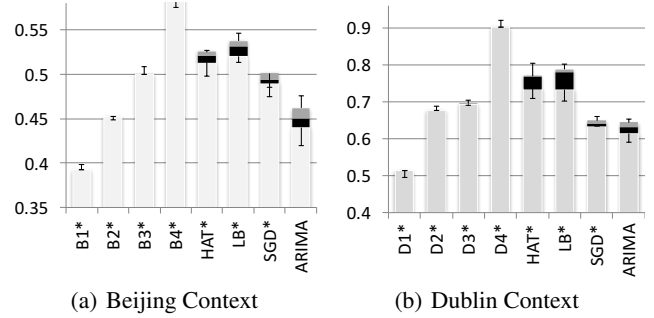 0.55
0.5
0.45
0.4
0.35
B1*
B2*
B3*
B4*
HAT*
LB*
SGD*
ARIMA
(a) Beijing Context
0.9
0.8
0.7
0.6
0.5
0.4
D1*
D2*
D3*
D4*
HAT*
LB*
SGD*
ARIMA
(b) Dublin Context